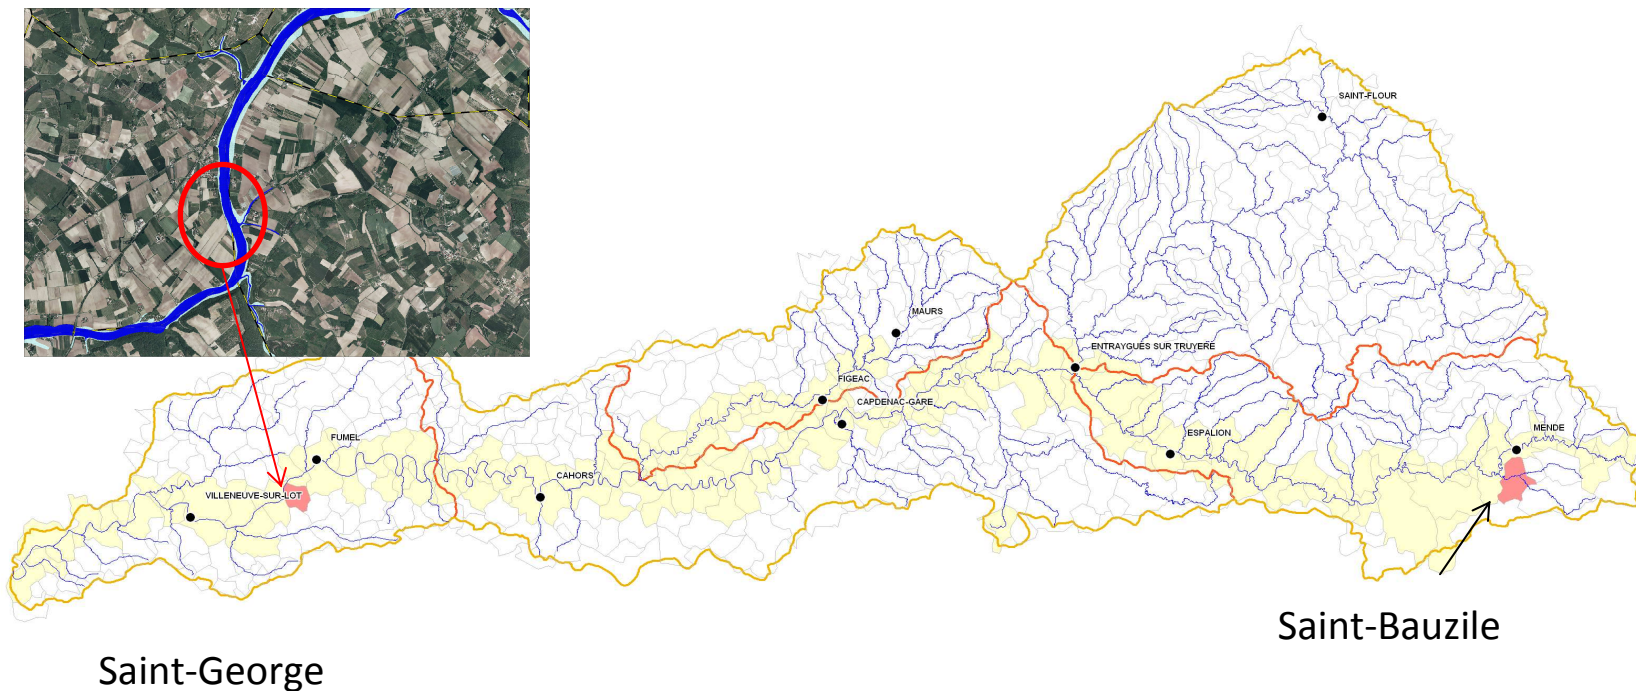 SAINT-FLOUR
MAURS
ENTRAYGUES SUR TRUYERE
FIGEAC
CAPDENAC-GARE
MENDE
FUMEL
ESPALION
CAHORS
VILLENEUVE-SUR-LOT
Saint-Bauzile
Saint-George